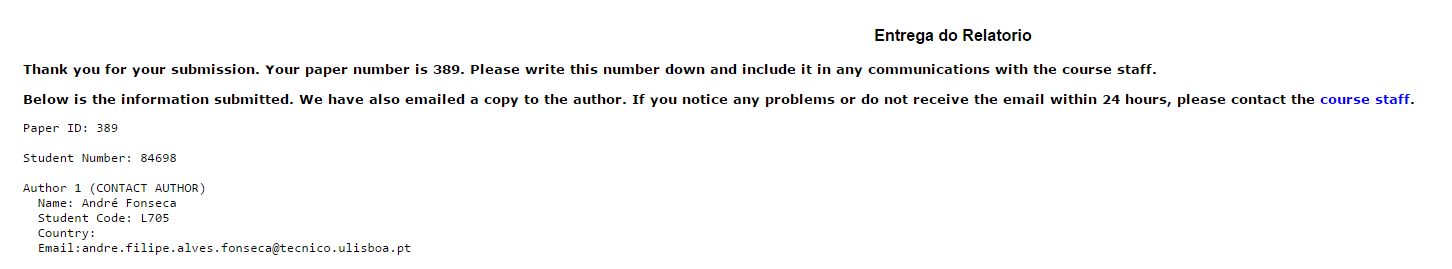 Entrega do Relatorio
Thank you for your submission. Your paper number is 389. Please write this number down and include it in any communications with the course staff.
Below is the information submitted. We have also emailed a copy to the author. If you notice any problems or do not receive the email within 24 hours, please contact the course staff.
Paper ID: 389
Student Number: 84698
Author 1 (CONTACT AUTHOR)
Name: André Fonseca
Student Code: L705
Country:
Email:andre.filipe.alves.fonseca@tecnico.ulisboa.pt